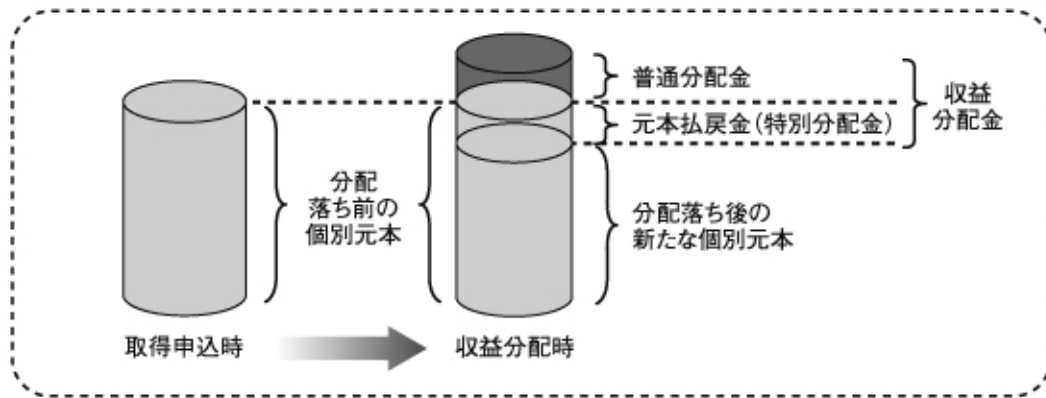 普通分配金
元本払戻金(特別分配金)
収益
分配金
分配
落ち前の
個別元本
分配落ち後の
新たな個別元本
取得申込時
収益分配時